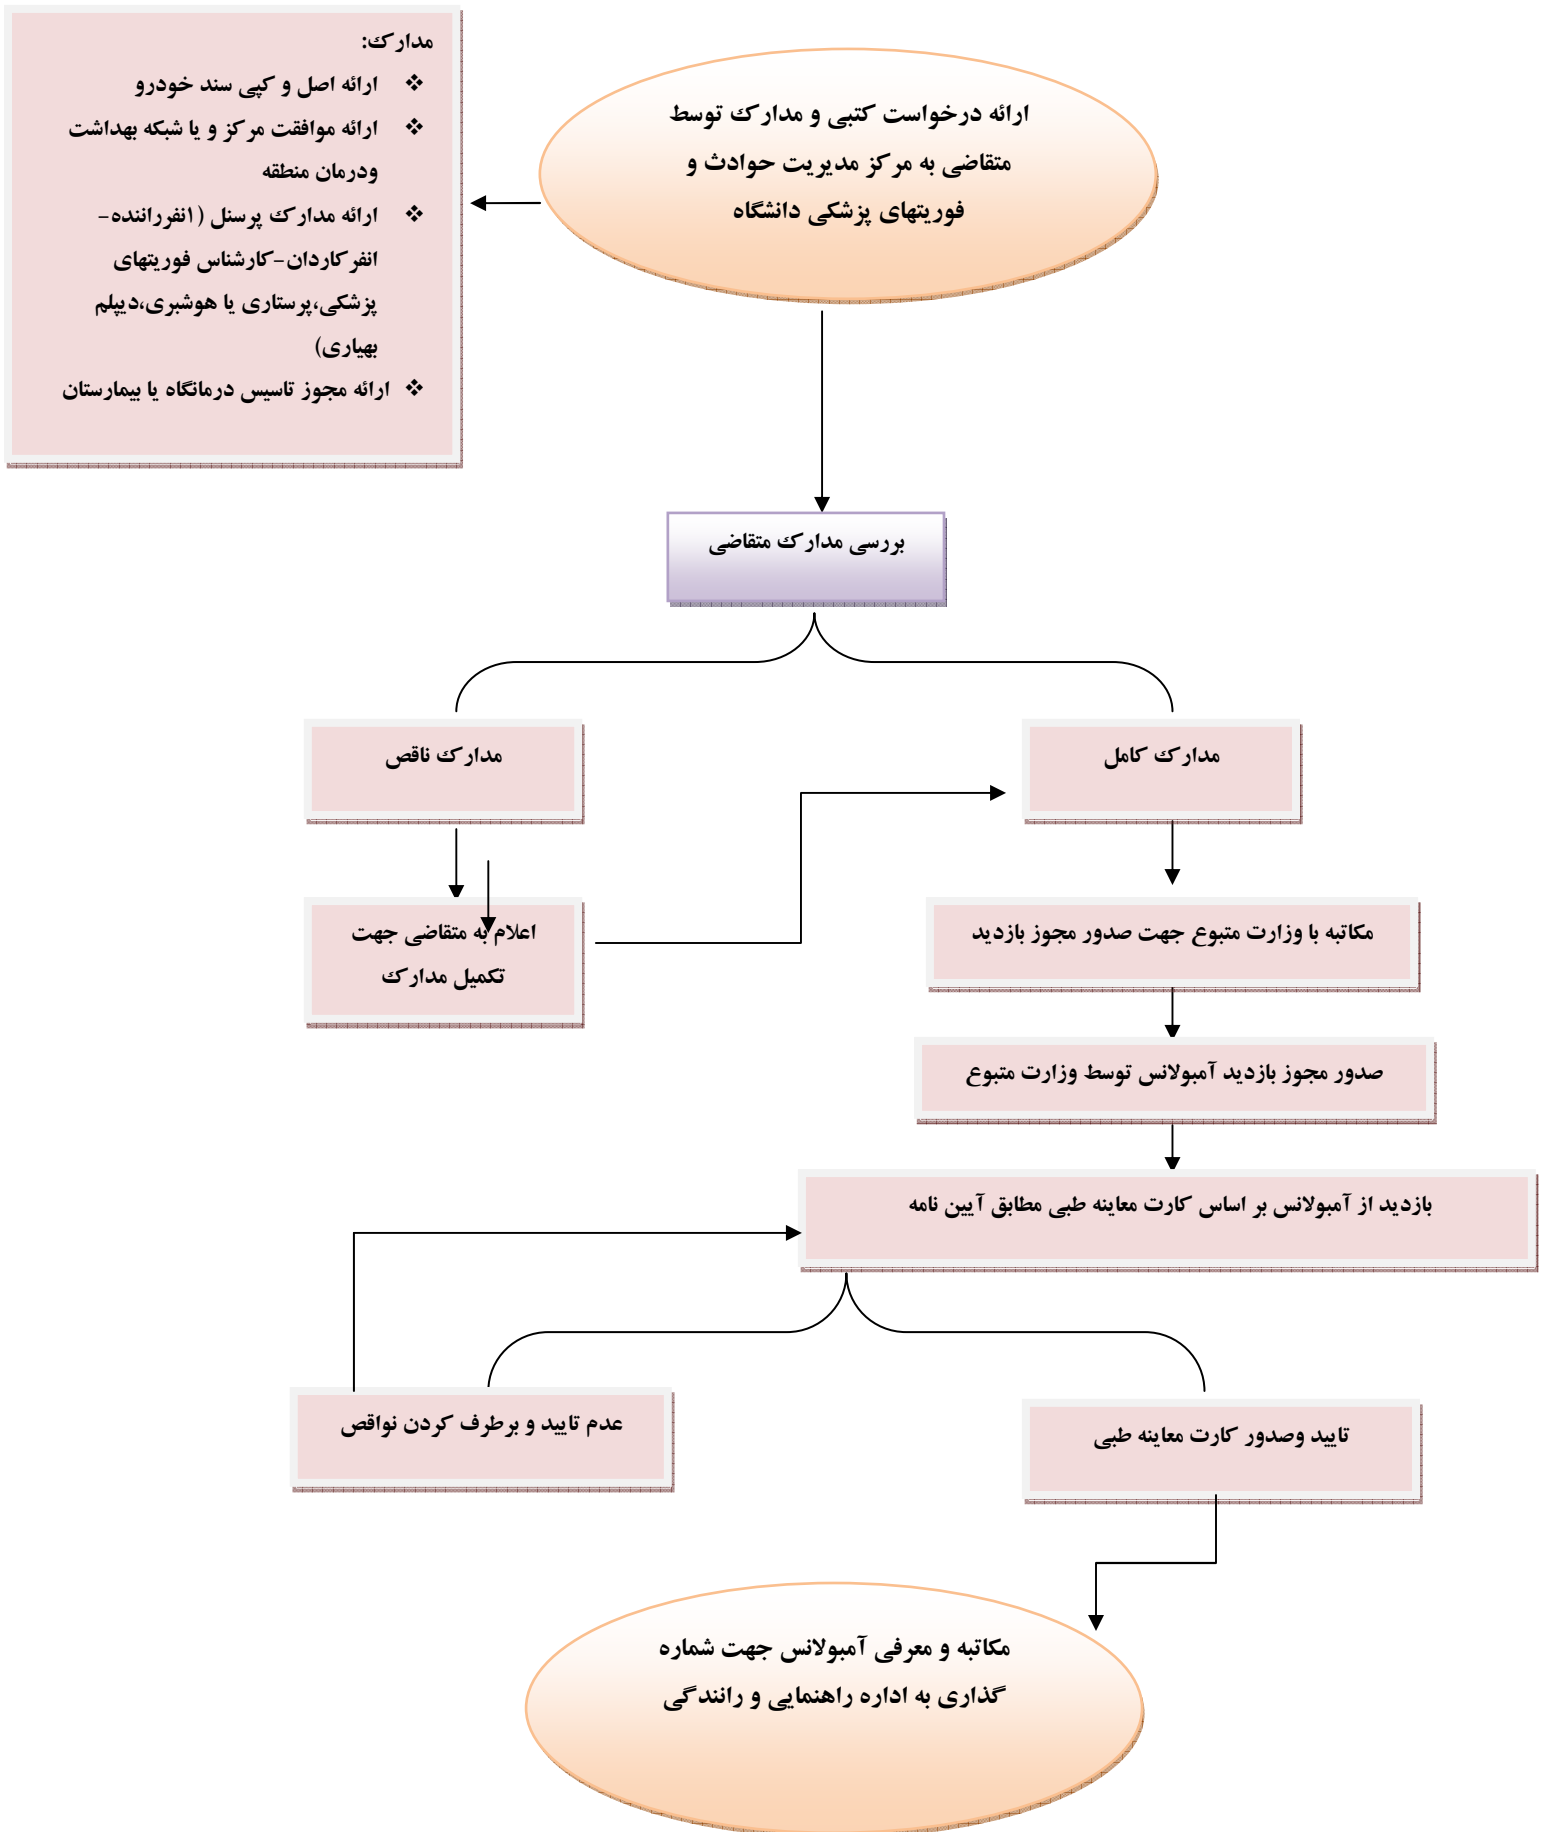 مدارک:
❖ ارائه اصل و کپی سند خودرو
❖ ارائه موافقت مرکز و یا شبکه بهداشت
ودرمان منطقه
❖ ارائه مدارک پرسنل (۱نفرراننده-
۱نفرکاردان-کارشناس فوریتهای
پزشکی،پرستاری یا هوشبری،دیپلم
بهیاری)
❖ ارائه مجوز تاسیس درمانگاه یا بیمارستان
ارائه درخواست کتبی و مدارک توسط
متقاضی به مرکز مدیریت حوادث و
فوریتهای پزشکی دانشگاه
بررسی مدارک متقاضی
مدارک کامل
مدارک ناقص
اعلام به متقاضی جهت
تکمیل مدارک
مکاتبه با وزارت متبوع جهت صدور مجوز بازدید
صدور مجوز بازدید آمبولانس توسط وزارت متبوع
بازدید از آمبولانس بر اساس کارت معاینه طبی مطابق آیین نامه
عدم تایید و برطرف کردن نواقص
تایید وصدور کارت معاینه طبی
مکاتبه و معرفی آمبولانس جهت شماره
گذاری به اداره راهنمایی و رانندگی